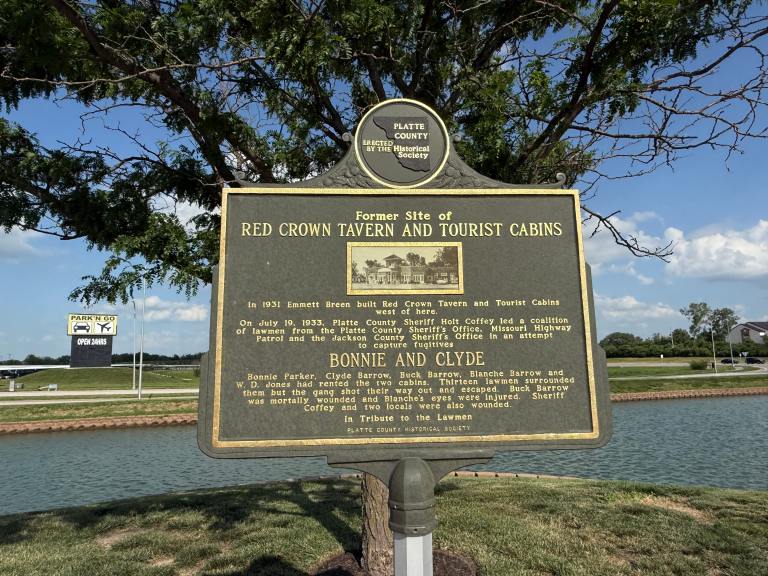 PLATTE
COUNTY
ERECTED Historical
BY THE Society
Former Site of
RED CROWN TAVERN AND TOURIST CABINS
In 1931 Emmett Breen built Red Crown Tavern and Tourist Cabins
west of here.
On July 19, 1933, Platte County Sheriff Holt Coffey led a coalition
of lawmen from the Platte County Sheriff's Office, Missouri Highway
Patrol and the Jackson County Sheriff's Office in an attempt
to capture fugitives
BONNIE AND CLYDE
Bonnie Parker, Clyde Barrow, Buck Barrow, Blanche Barrow and
W. D. Jones had rented the two cabins. Thirteen lawmen surrounded
them but the gang shot their way out and escaped. Buck Barrow
was mortally wounded and Blanche's eyes were injured. Sheriff
Coffey and two locals were also wounded.
In Tribute to the Lawmen
PLATTE COUNTY HISTORICAL SOCIETY
PARK'N GO
OPEN 24HRS